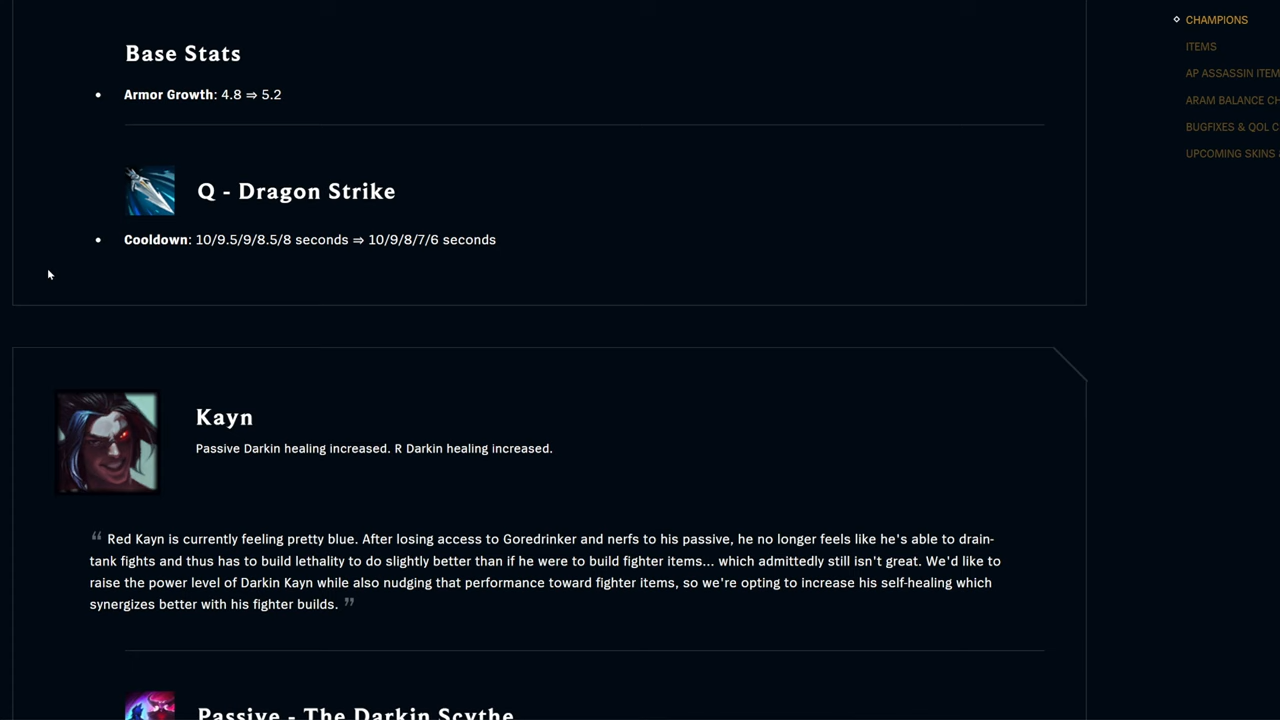 Base Stats
Armor Growth: 4.8 ⇒ 5.2
Q - Dragon Strike
Cooldown: 10/9.5/9/8.5/8 seconds ⇒ 10/9/8/7/6 seconds
Kayn
Passive Darkin healing increased. R Darkin healing increased.
“ Red Kayn is currently feeling pretty blue. After losing access to Goredrinker and nerfs to his passive, he no longer feels like he's able to drain-
tank fights and thus has to build lethality to do slightly better than if he were to build fighter items... which admittedly still isn't great. We'd like to
raise the power level of Darkin Kayn while also nudging that performance toward fighter items, so we're opting to increase his self-healing which
synergizes better with his fighter builds. ”
Passive - The Darkin Scythe
CHAMPIONS
ITEMS
AP ASSASSIN ITEM
ARAM BALANCE CH
BUGFIXES & QOL C
UPCOMING SKINS